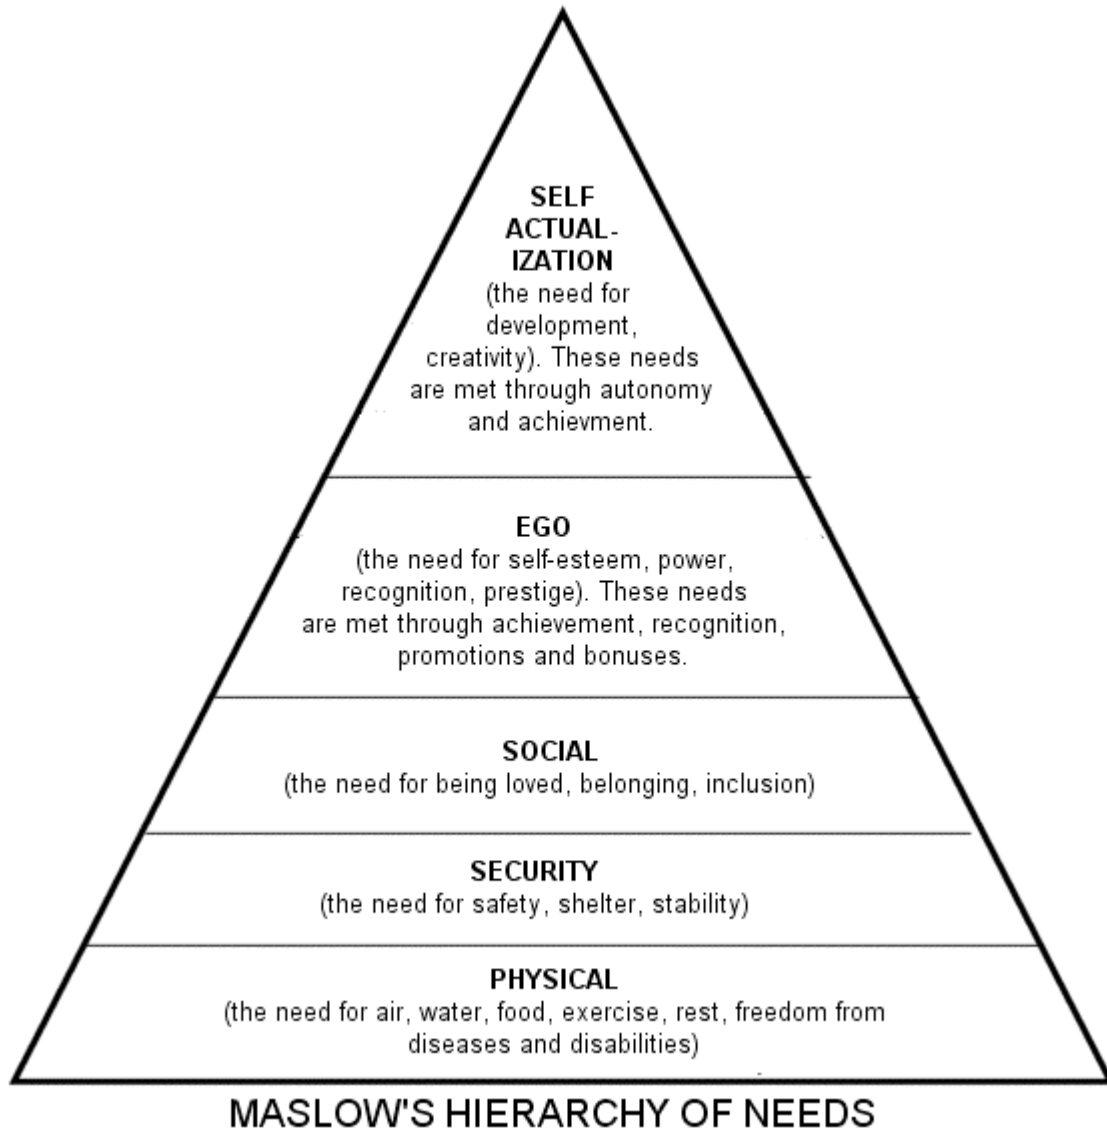 SELF
ACTUAL-
IZATION
(the need for
development,
creativity). These needs
are met through autonomy
and achievment.
EGO
(the need for self-esteem, power,
recognition, prestige). These needs
are met through achievement, recognition,
promotions and bonuses.
SOCIAL
(the need for being loved, belonging, inclusion)
SECURITY
(the need for safety, shelter, stability)
PHYSICAL
(the need for air, water, food, exercise, rest, freedom from
diseases and disabilities)
MASLOW'S HIERARCHY OF NEEDS